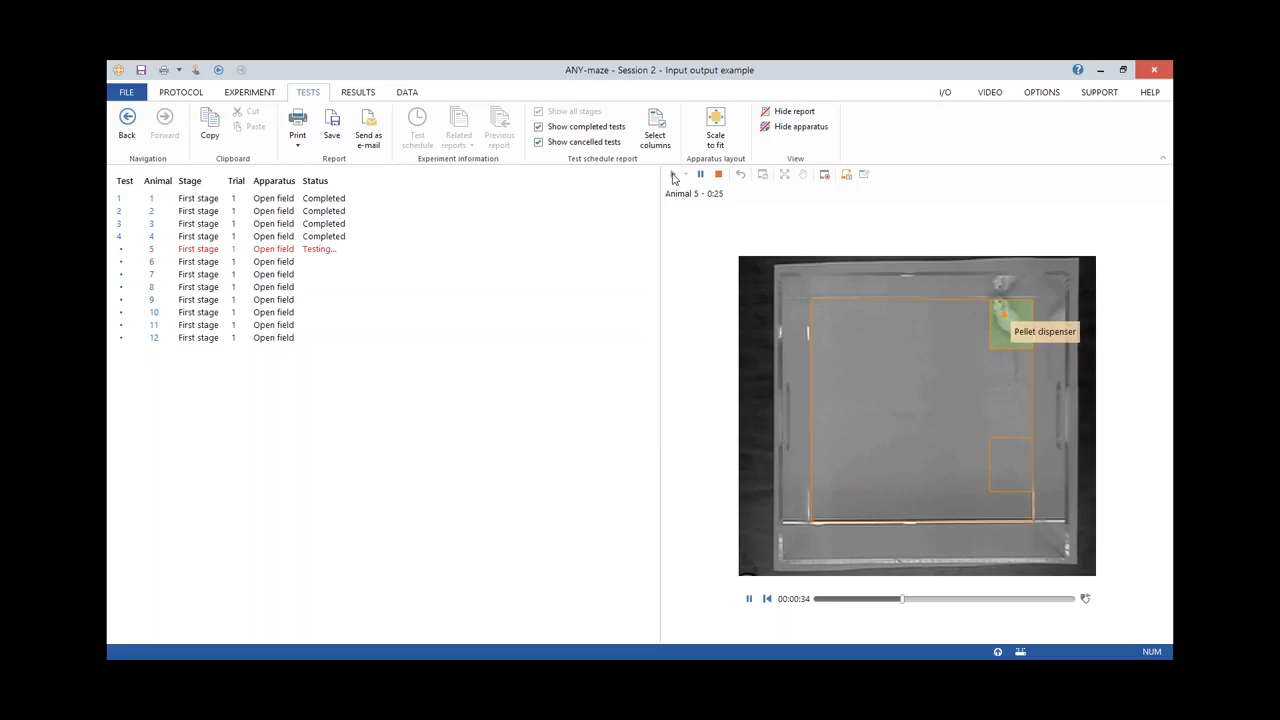 ANY-maze - Session 2 - Input output example
FILE PROTOCOL EXPERIMENT TESTS RESULTS DATA I/O VIDEO OPTIONS SUPPORT HELP
Back Forward Copy Cut Paste Print Save Send as e-mail Test schedule Related reports Previous report Show all stages Show completed tests Show cancelled tests Select columns Scale to fit Hide report Hide apparatus
Navigation Clipboard Report Experiment information Test schedule report Apparatus layout View
Test Animal Stage Trial Apparatus Status
1 1 First stage 1 Open field Completed
2 2 First stage 1 Open field Completed
3 3 First stage 1 Open field Completed
4 4 First stage 1 Open field Completed
• 5 First stage 1 Open field Testing...
• 6 First stage 1 Open field
• 7 First stage 1 Open field
• 8 First stage 1 Open field
• 9 First stage 1 Open field
• 10 First stage 1 Open field
• 11 First stage 1 Open field
• 12 First stage 1 Open field
Animal 5 - 0:25
Pellet dispenser
00:00:34
NUM